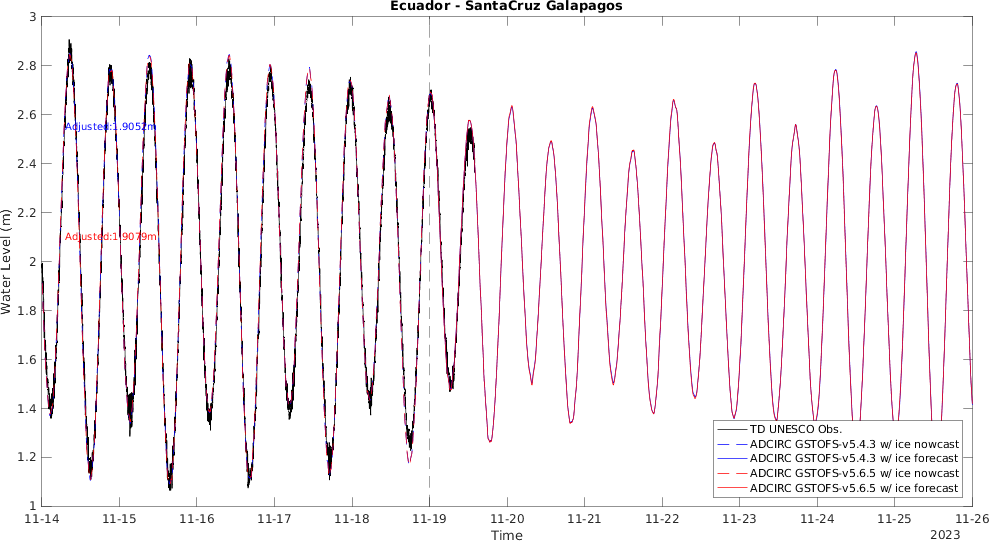 Ecuador - SantaCruz Galapagos
3
2.8
2.6
2.4
2.2
2
1.8
1.6
1.4
1.2
1
Water Level (m)
Adjusted:1.9052m
Adjusted:1.9079m
TD UNESCO Obs.
ADCIRC GSTOFS-v5.4.3 w/ ice nowcast
ADCIRC GSTOFS-v5.4.3 w/ ice forecast
ADCIRC GSTOFS-v5.6.5 w/ ice nowcast
ADCIRC GSTOFS-v5.6.5 w/ ice forecast
11-14 11-15 11-16 11-17 11-18 11-19 11-20 11-21 11-22 11-23 11-24 11-25 11-26
Time
2023